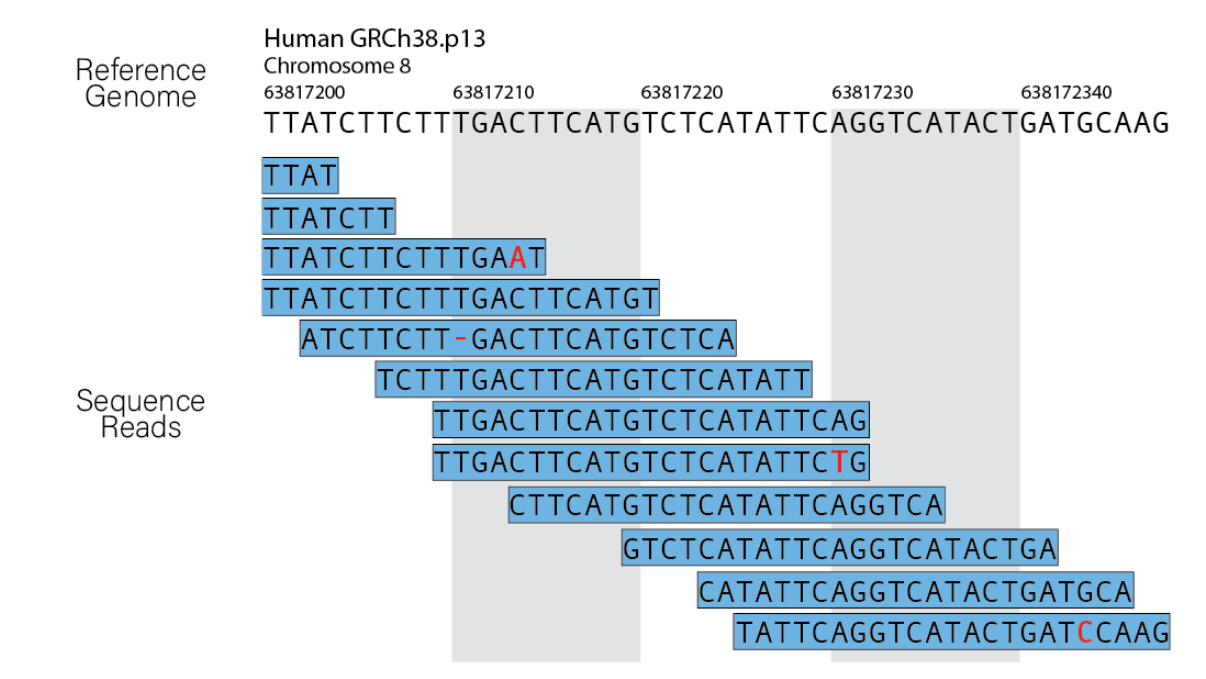 Human GRCh38.p13
Chromosome 8
Reference
Genome
63817200 63817210 63817220 63817230 638172340
TTATCTTCTTTGACTTCATGTCTCATATTCAGGTCATACTGATGCAAG
TTAT
TTATCTT
TTATCTTCTTTGAAT
TTATCTTCTTTGACTTCATGT
ATCTTCTT-GACTTCATGTCTCA
TCTTTGACTTCATGTCTCATATT
Sequence
Reads
TTGACTTCATGTCTCATATTCAG
TTGACTTCATGTCTCATATTCTG
CTTCATGTCTCATATTCAGGTCA
GTCTCATATTCAGGTCATACTGA
CATATTCAGGTCATACTGATGCA
TATTCAGGTCATACTGATCCAAG